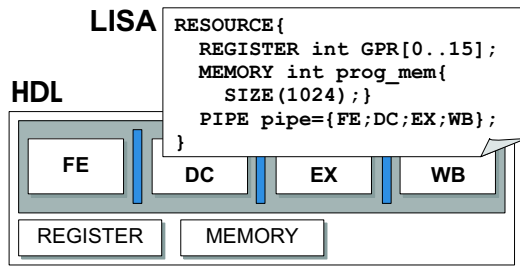 LISA
RESOURCE{
REGISTER int GPR[0..15];
MEMORY int prog_mem{
SIZE(1024);}
PIPE pipe={FE;DC;EX;WB};
}
HDL
FE
DC
EX
WB
REGISTER
MEMORY